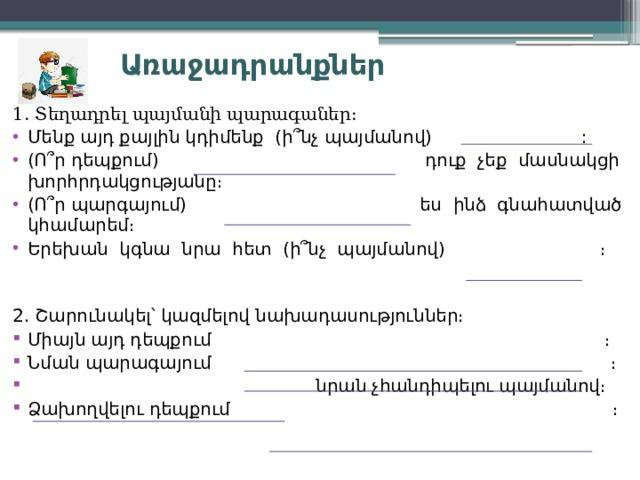 Առաջադրանքներ
1. Տեղադրել պայմանի պարագաներ։
• Մենք այդ քայլին կդիմենք (ի՞նչ պայմանով) :
• (Ո՞ր դեպքում) դուք չեք մասնակցի
խորհրդակցությանը։
• (Ո՞ր պարգայում) ես ինձ գնահատված
կհամարեմ։
• Երեխան կգնա նրա հետ (ի՞նչ պայմանով) ։
2. Շարունակել՝ կազմելով նախադասություններ։
▪ Միայն այդ դեպքում ։
▪ Նման պարագայում ։
▪ նրան չհանդիպելու պայմանով։
▪ Ձախողվելու դեպքում ։